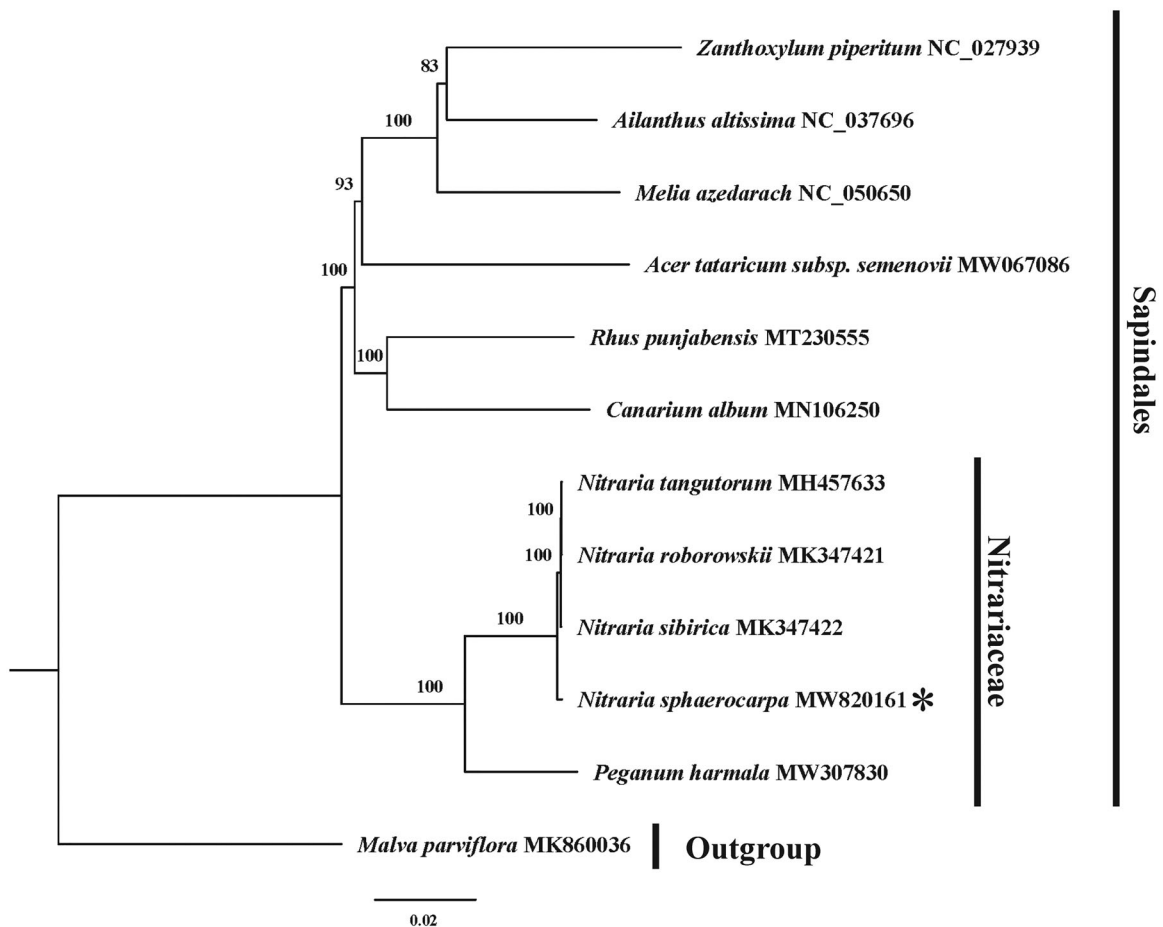 Zanthoxylum piperitum NC_027939
83
Ailanthus altissima NC_037696
100
Melia azedarach NC_050650
93
Acer tataricum subsp. semenovii MW067086
100
Rhus punjabensis MT230555
100
Canarium album MN106250
Nitraria tangutorum MH457633
100
Nitraria roborowskii MK347421
100
Nitraria sibirica MK347422
100
Nitraria sphaerocarpa MW820161 *
100
Peganum harmala MW307830
Malva parviflora MK860036
Outgroup
Nitrariaceae
Sapindales
0.02